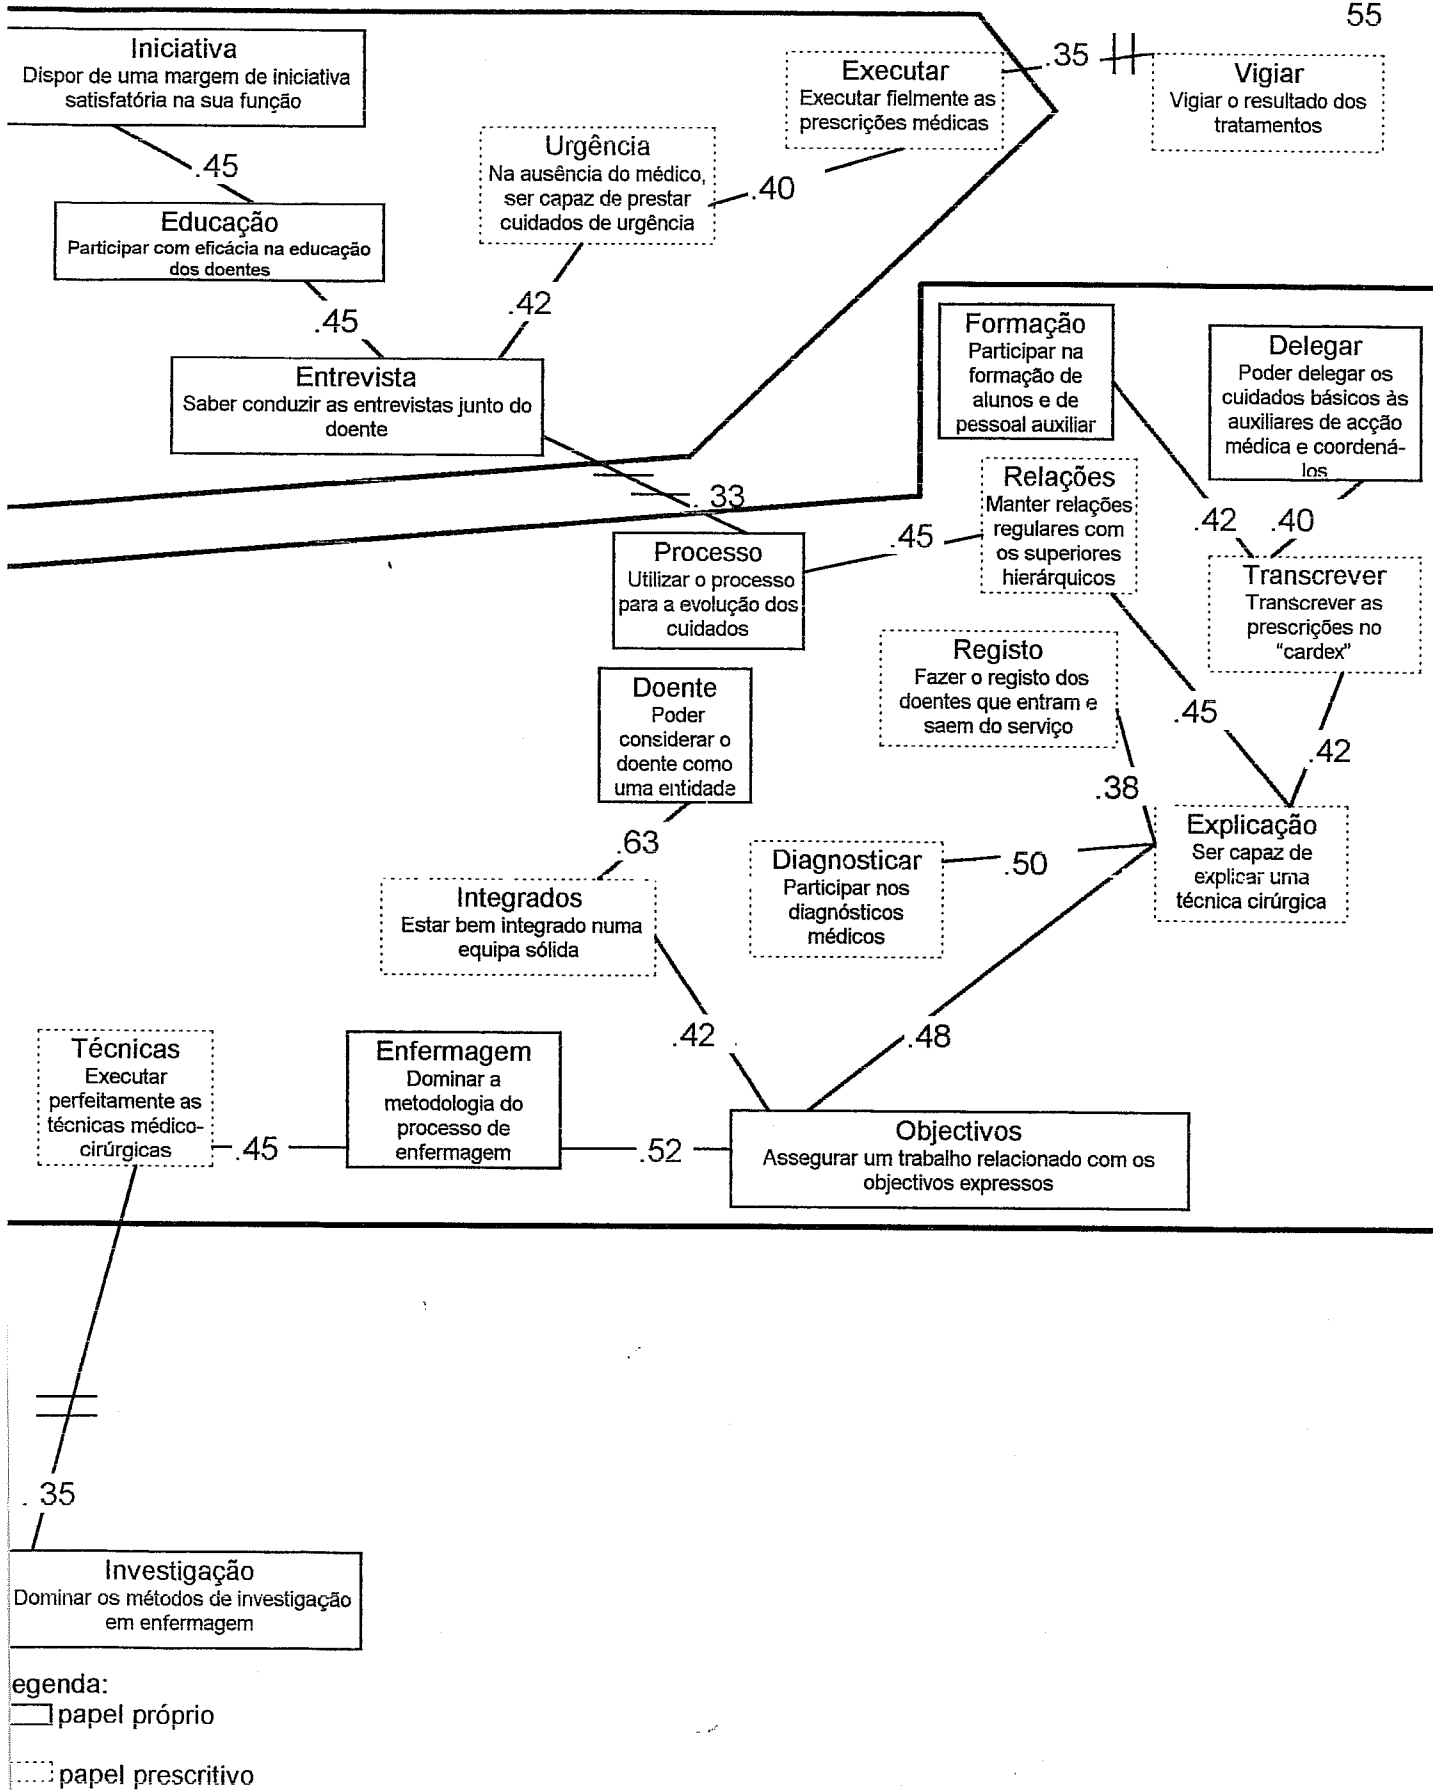 55
Iniciativa
Dispor de uma margem de iniciativa
satisfatória na sua função
.45
Educação
Participar com eficácia na educação
dos doentes
.45
Urgência
Na ausência do médico,
ser capaz de prestar
cuidados de urgência
.40
.42
Executar
Executar fielmente as
prescrições médicas
.35
Vigiar
Vigiar o resultado dos
tratamentos
Entrevista
Saber conduzir as entrevistas junto do
doente
.33
Formação
Participar na
formação de
alunos e de
pessoal auxiliar
Delegar
Poder delegar os
cuidados básicos às
auxiliares de acção
médica e coordená-
los
.42
.40
Relações
Manter relações
regulares com
os superiores
hierárquicos
.45
Processo
Utilizar o processo
para a evolução dos
cuidados
Transcrever
Transcrever as
prescrições no
“cardex”
Registo
Fazer o registo dos
doentes que entram e
saem do serviço
.45
.42
.38
Doente
Poder
considerar o
doente como
uma entidade
.63
Explicação
Ser capaz de
explicar uma
técnica cirúrgica
Diagnosticar
Participar nos
diagnósticos
médicos
.50
Integrados
Estar bem integrado numa
equipa sólida
.42
.48
Técnicas
Executar
perfeitamente as
técnicas médico-
cirúrgicas
.45
Enfermagem
Dominar a
metodologia do
processo de
enfermagem
.52
Objectivos
Assegurar um trabalho relacionado com os
objectivos expressos
.35
Investigação
Dominar os métodos de investigação
em enfermagem
egenda:
papel próprio
papel prescritivo